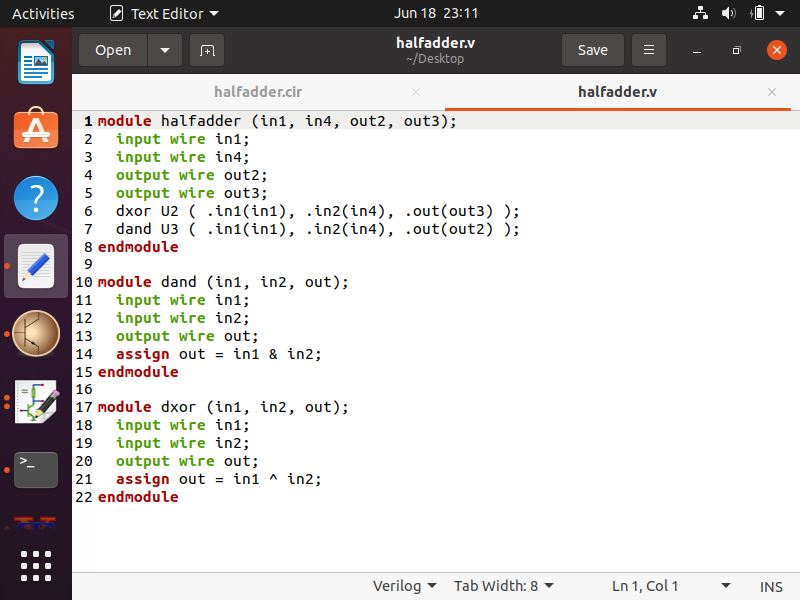 Activities Text Editor Jun 18 23:11
Open halfadder.v Save
~/Desktop
halfadder.cir halfadder.v
1 module halfadder (in1, in4, out2, out3);
2   input wire in1;
3   input wire in4;
4   output wire out2;
5   output wire out3;
6   dxor U2 ( .in1(in1), .in2(in4), .out(out3) );
7   dand U3 ( .in1(in1), .in2(in4), .out(out2) );
8 endmodule
9
10 module dand (in1, in2, out);
11   input wire in1;
12   input wire in2;
13   output wire out;
14   assign out = in1 & in2;
15 endmodule
16
17 module dxor (in1, in2, out);
18   input wire in1;
19   input wire in2;
20   output wire out;
21   assign out = in1 ^ in2;
22 endmodule
Verilog Tab Width: 8 Ln 1, Col 1 INS